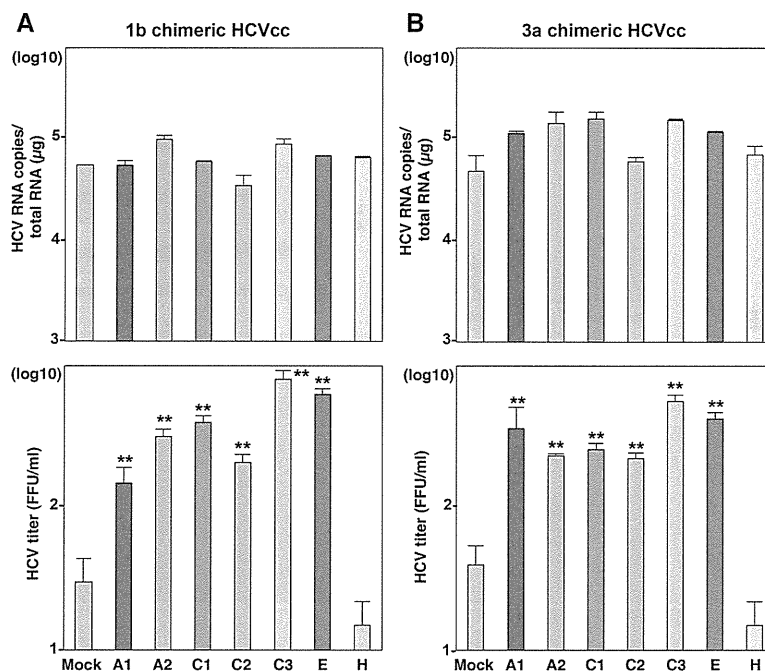 A
1b chimeric HCVcc
(log10)
HCV RNA copies/
total RNA (µg)
5
4
3
(log10)
HCV titer (FFU/ml)
2
1
** ** ** ** ** **
Mock A1 A2 C1 C2 C3 E H
B
3a chimeric HCVcc
(log10)
HCV RNA copies/
total RNA (µg)
5
4
3
(log10)
HCV titer (FFU/ml)
2
1
** ** ** ** ** **
Mock A1 A2 C1 C2 C3 E H